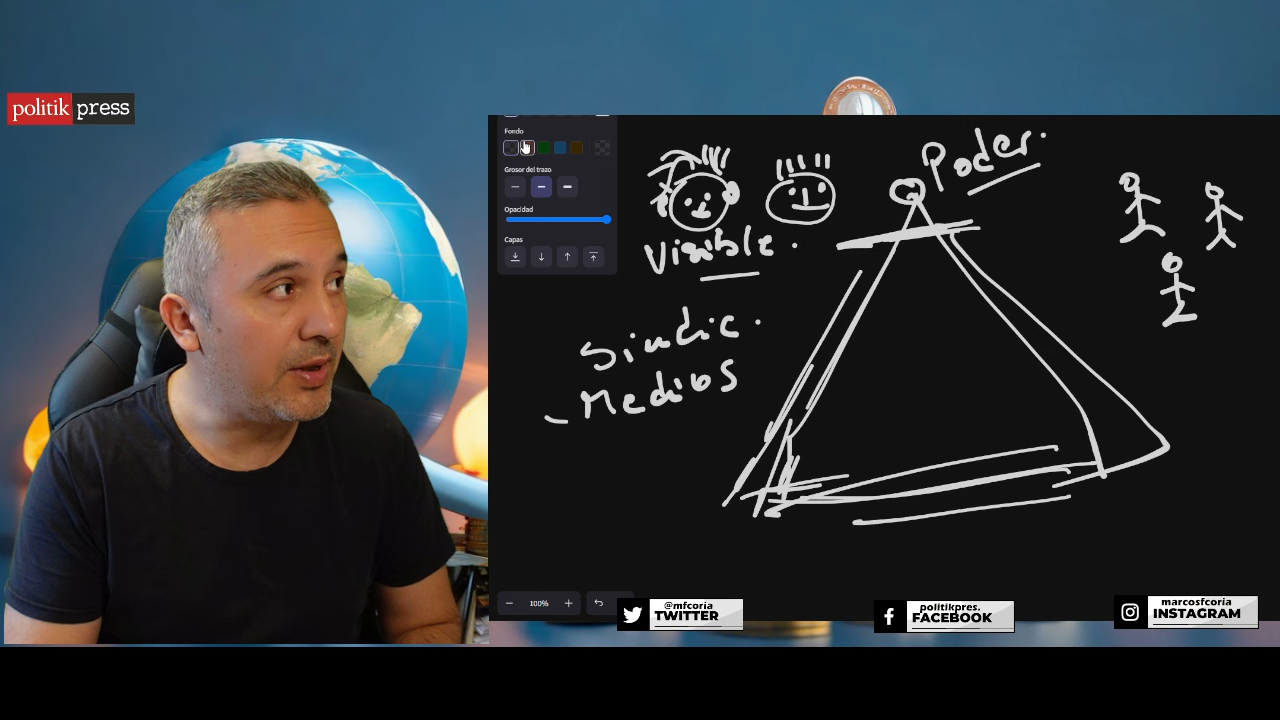 politik press
Fondo
Grosor del trazo
Opacidad
Capas
100%
Poder.
Visible.
Sindic.
- Medios
@mfcoria
TWITTER
politikpres.
FACEBOOK
marcosfcoria
INSTAGRAM